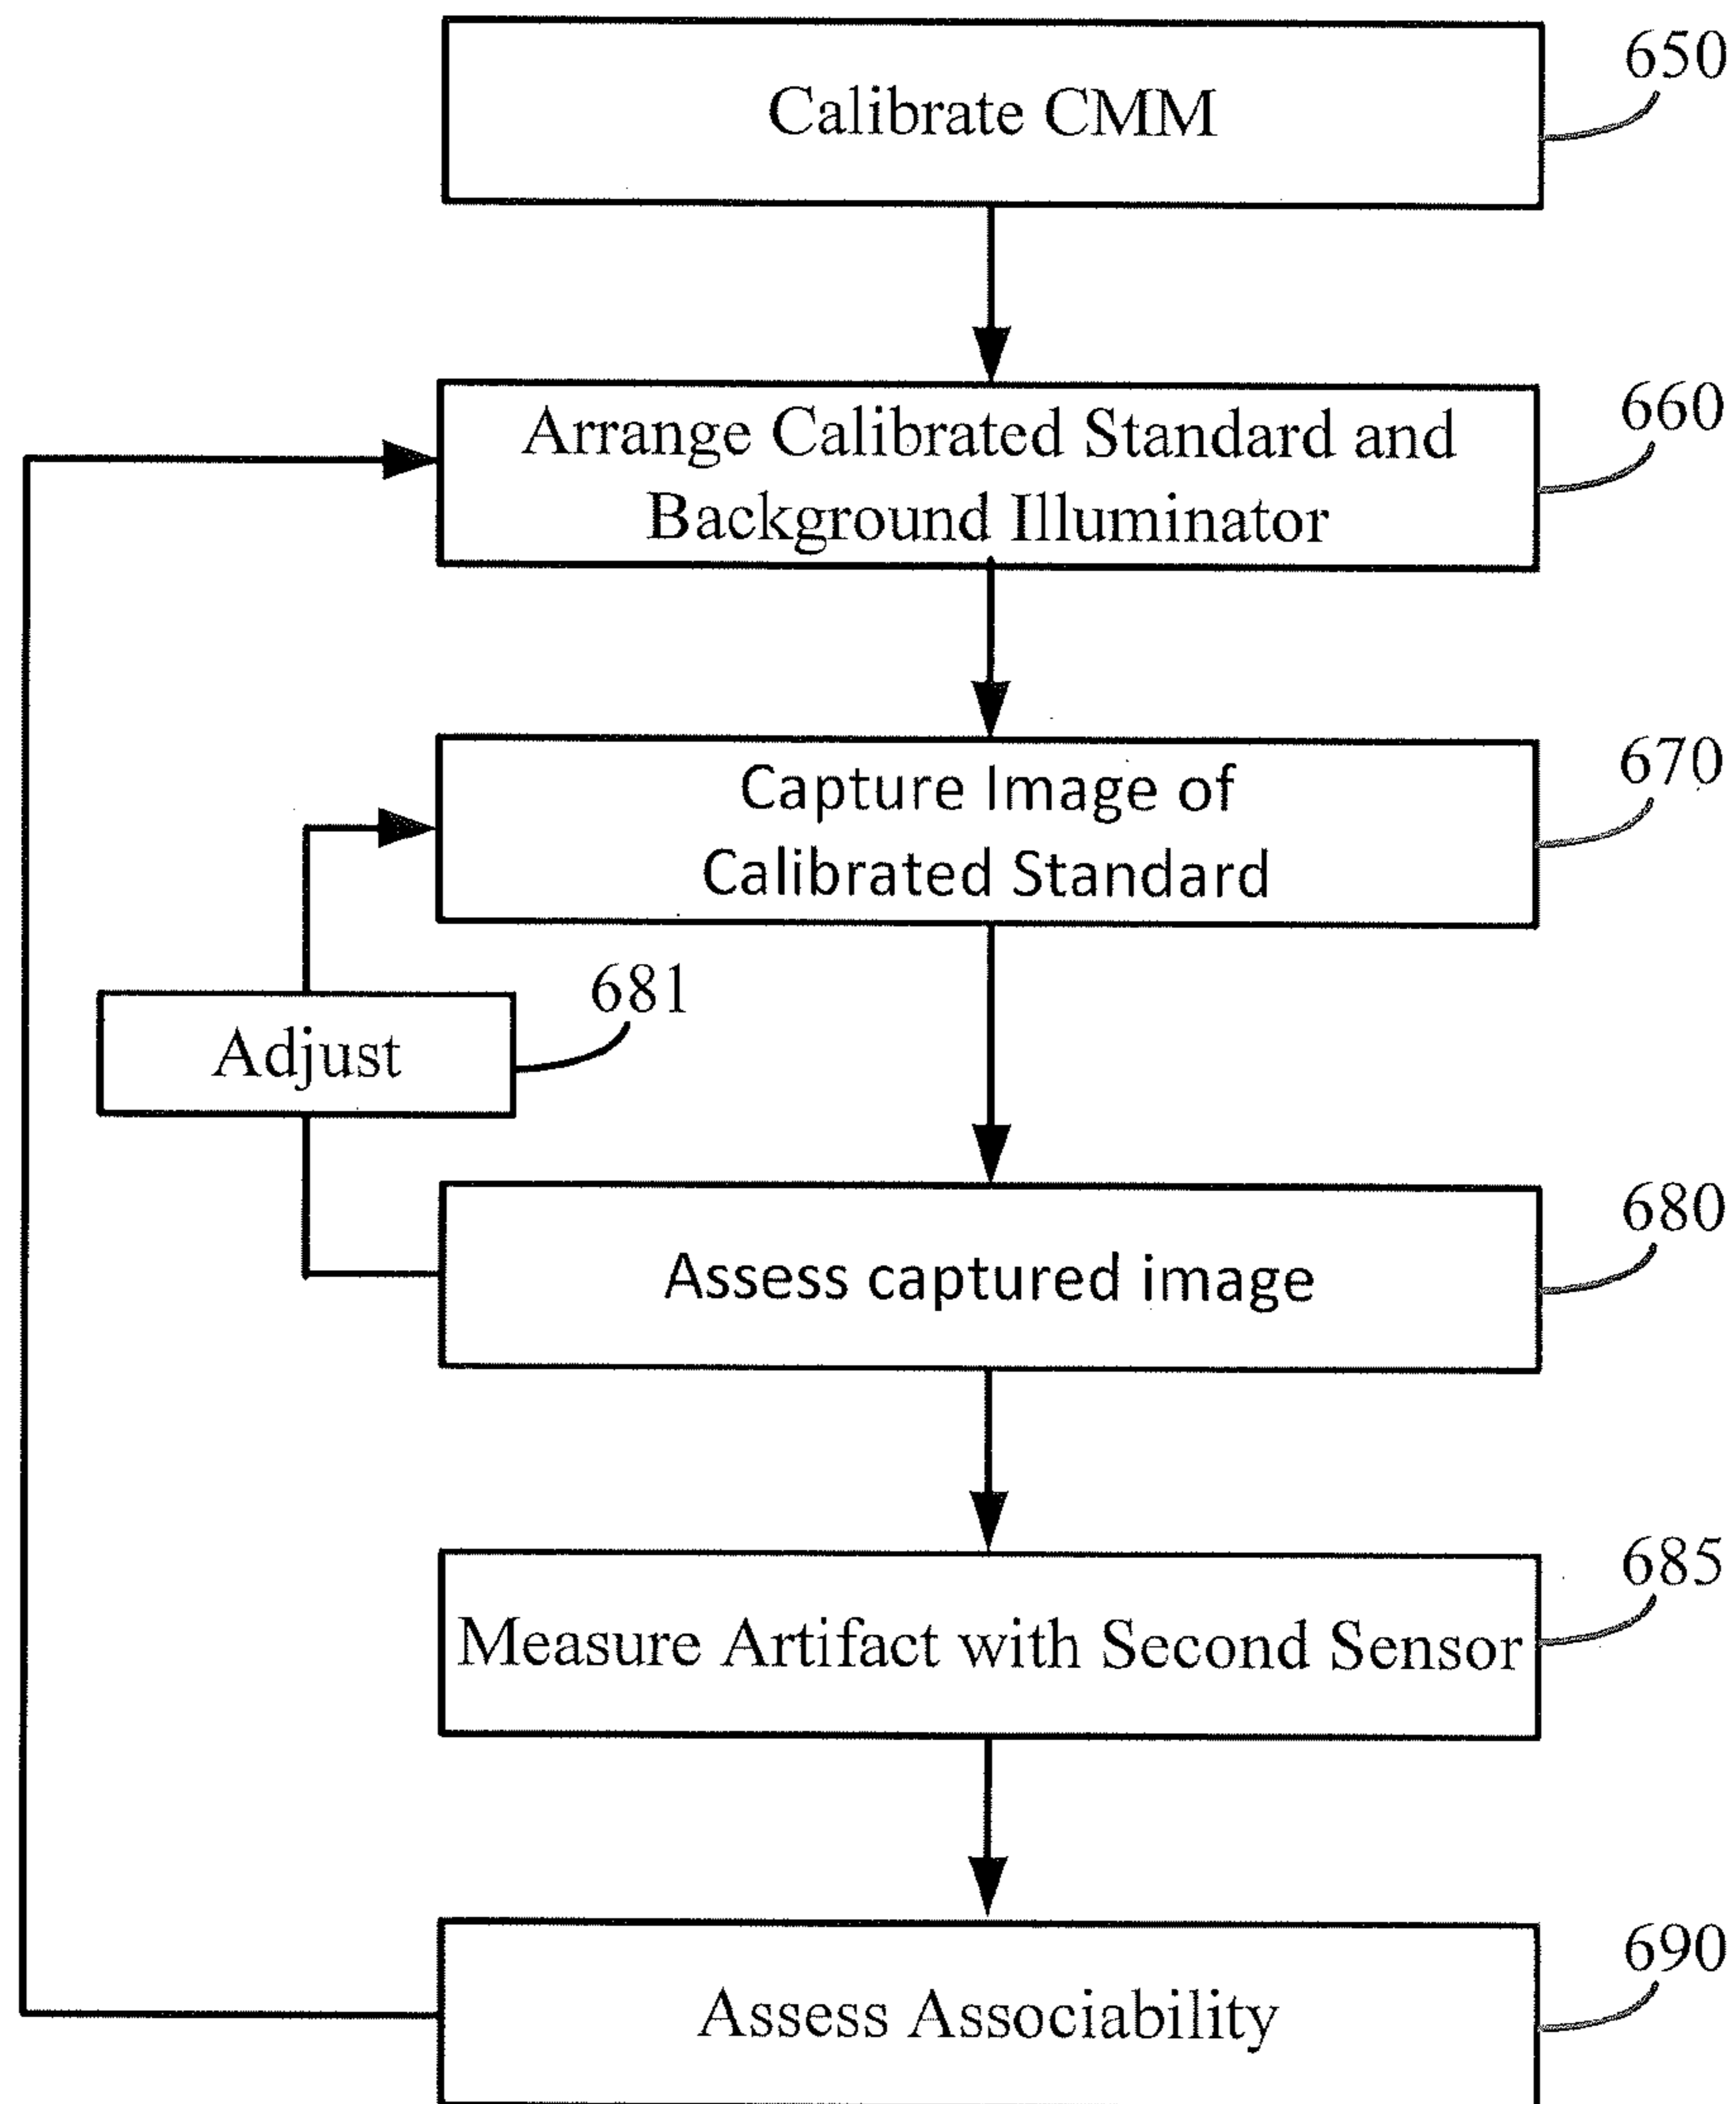 Calibrate CMM
650
Arrange Calibrated Standard and
Background Illuminator
660
Capture Image of
Calibrated Standard
670
Adjust
681
Assess captured image
680
Measure Artifact with Second Sensor
685
Assess Associability
690